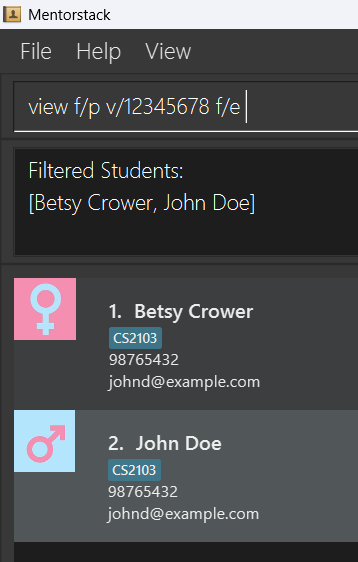 Mentorstack
File Help View
view f/p v/12345678 f/e
Filtered Students:
[Betsy Crower, John Doe]
1. Betsy Crower
CS2103
98765432
johnd@example.com
2. John Doe
CS2103
98765432
johnd@example.com